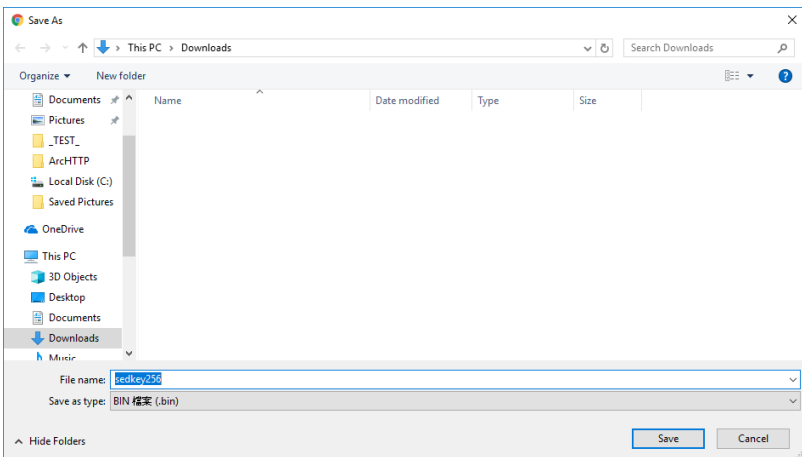 Save As
This PC > Downloads
Search Downloads
Organize
New folder
Documents
Name
Date modified
Type
Size
Pictures
_TEST_
ArcHTTP
Local Disk (C:)
Saved Pictures
OneDrive
This PC
3D Objects
Desktop
Documents
Downloads
Music
File name: sedkey256
Save as type: BIN 檔案 (.bin)
Hide Folders
Save
Cancel